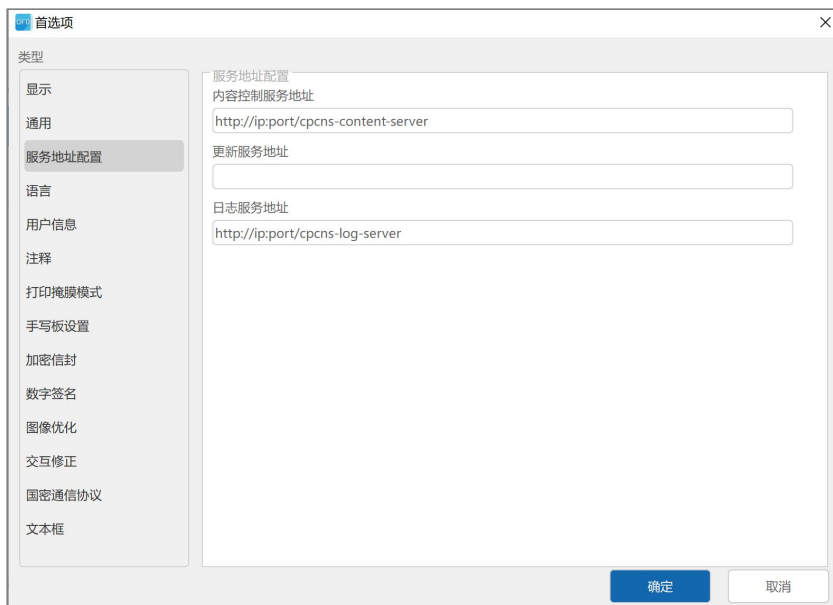 OFD 首选项
类型
显示
通用
服务地址配置
语言
用户信息
注释
打印掩膜模式
手写板设置
加密信封
数字签名
图像优化
交互修正
国密通信协议
文本框
服务地址配置
内容控制服务地址
http://ip:port/cpcns-content-server
更新服务地址
日志服务地址
http://ip:port/cpcns-log-server
确定
取消